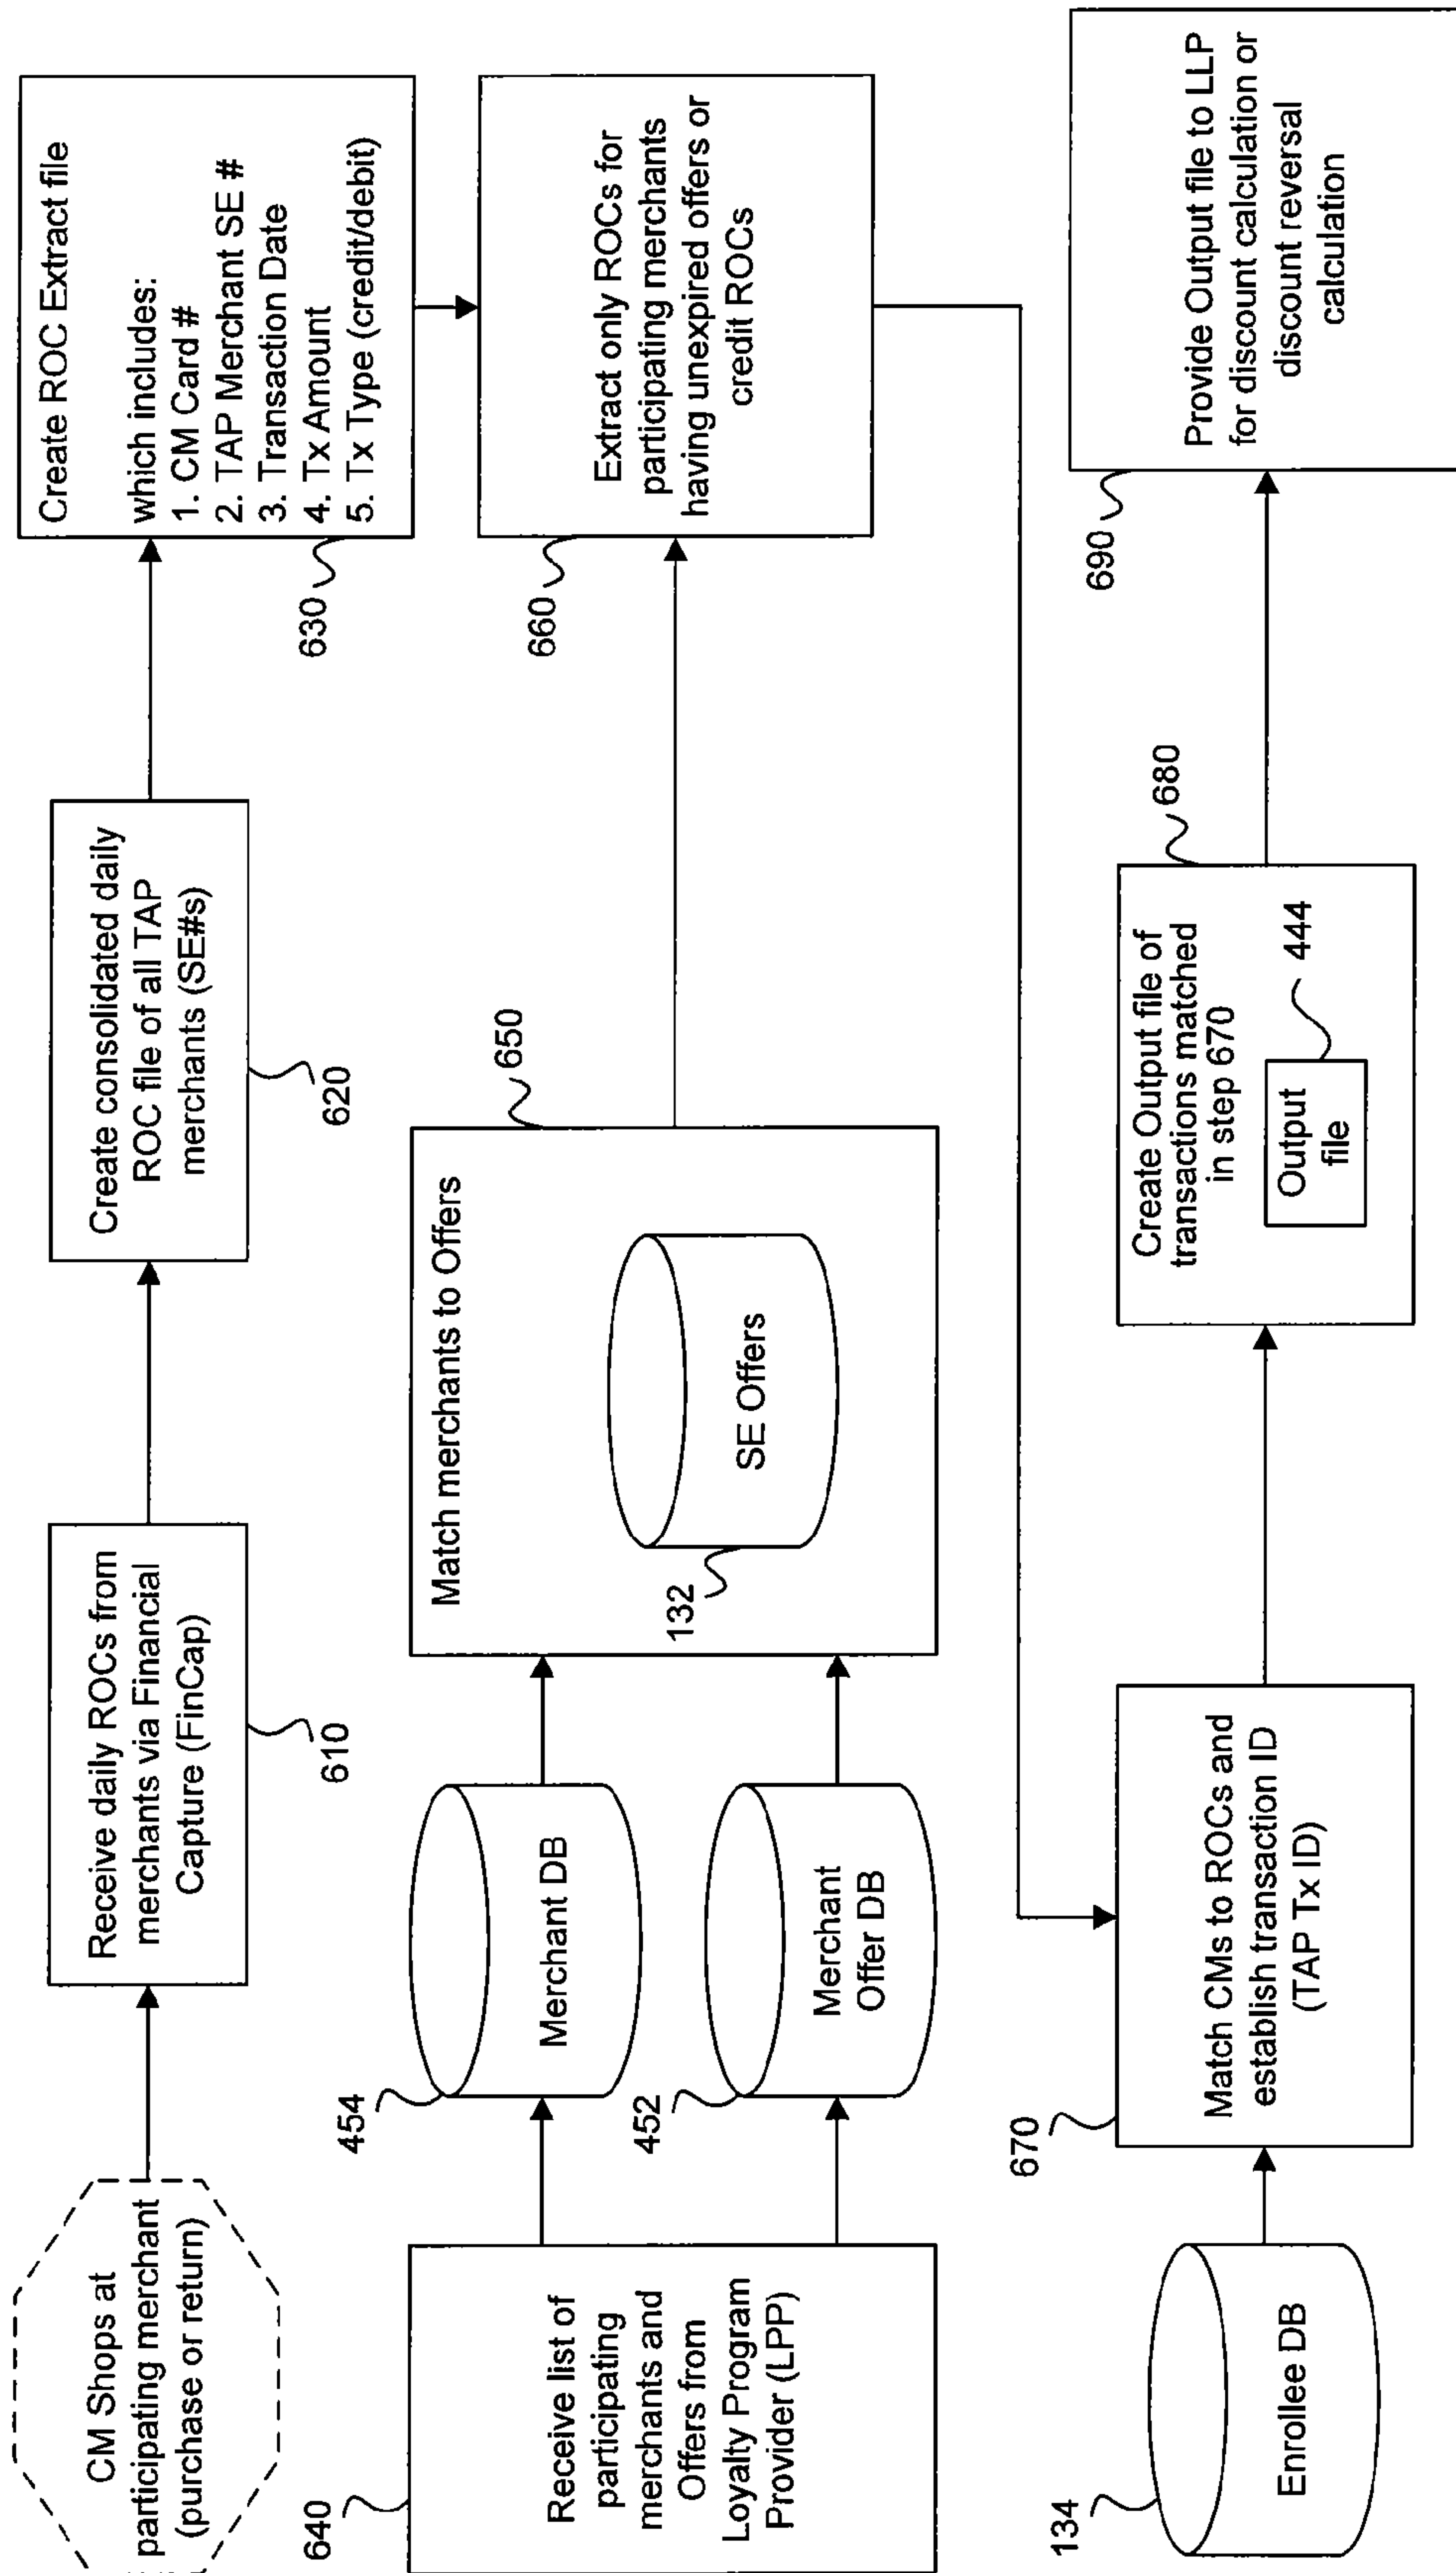 CM Shops at
participating merchant
(purchase or return)
Receive daily ROCs from
merchants via Financial
Capture (FinCap)
610
Create consolidated daily
ROC file of all TAP
merchants (SE#s)
620
Create ROC Extract file
which includes:
1. CM Card #
2. TAP Merchant SE #
3. Transaction Date
4. Tx Amount
5. Tx Type (credit/debit)
630
640
Receive list of
participating
merchants and
Offers from
Loyalty Program
Provider (LPP)
454
Merchant DB
452
Merchant
Offer DB
650
Match merchants to Offers
SE Offers
132
660
Extract only ROCs for
participating merchants
having unexpired offers or
credit ROCs
134
Enrollee DB
670
Match CMs to ROCs and
establish transaction ID
(TAP Tx ID)
680
Create Output file of
transactions matched
in step 670
Output
file
444
690
Provide Output file to LLP
for discount calculation or
discount reversal
calculation